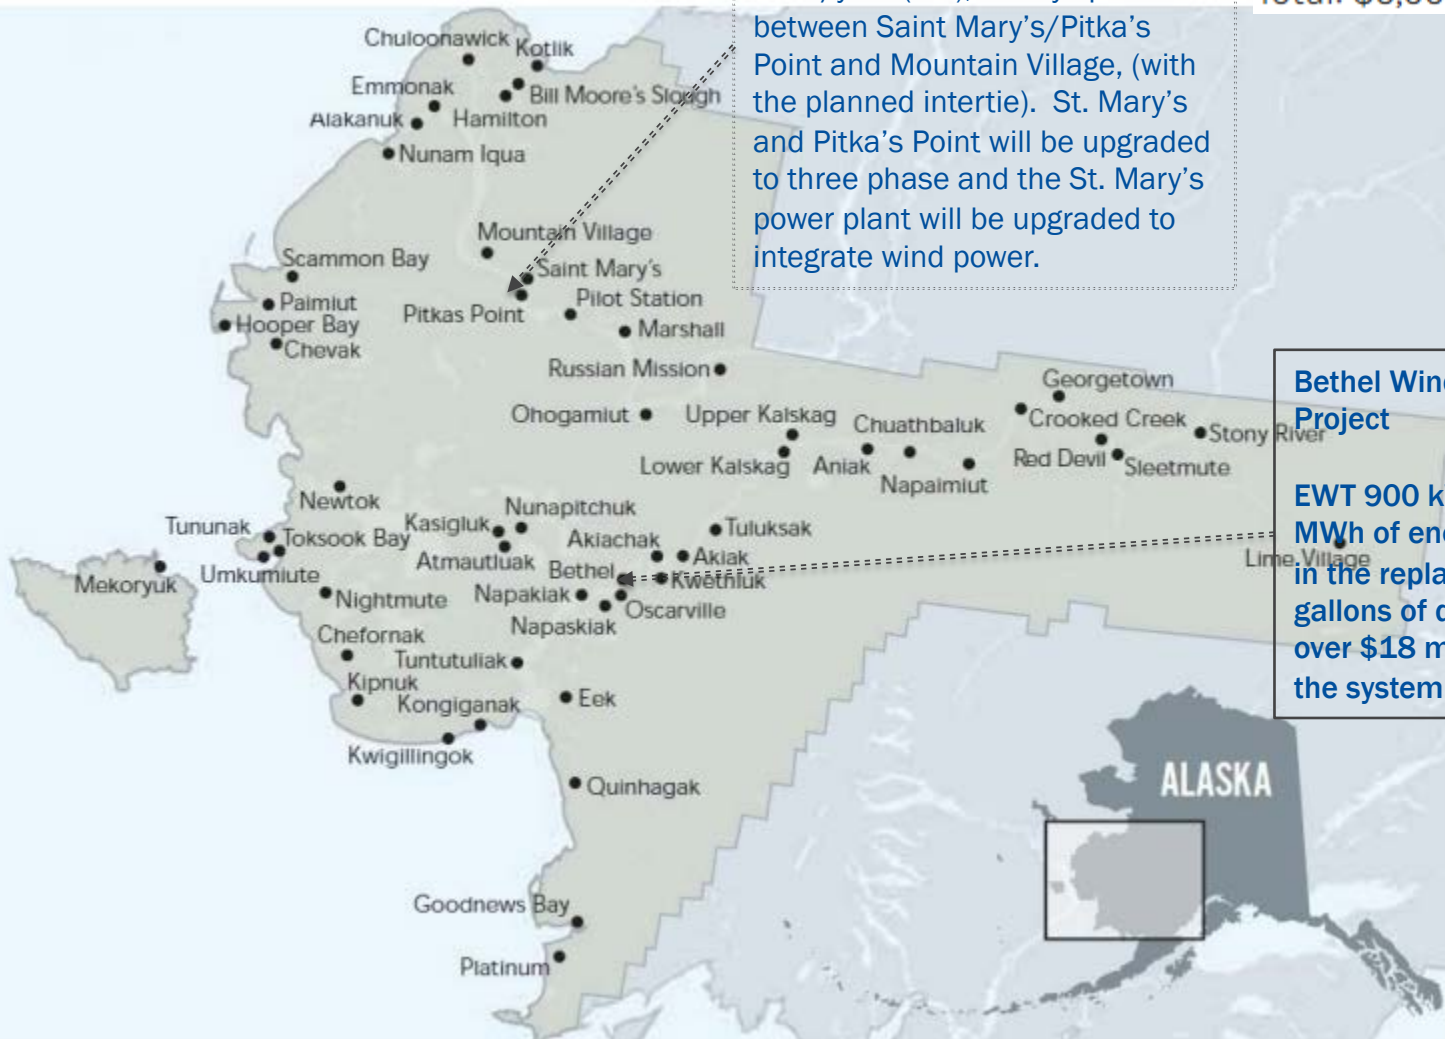 between Saint Mary's/Pitka's
Point and Mountain Village, (with
the planned intertie). St. Mary's
and Pitka's Point will be upgraded
to three phase and the St. Mary's
power plant will be upgraded to
integrate wind power.
Chuloonawick
Kotlik
Emmonak
Bill Moore's Slough
Alakanuk
Hamilton
Nunam Iqua
Mountain Village
Scammon Bay
Saint Mary's
Paimiut
Pitkas Point
Pilot Station
Hooper Bay
Marshall
Chevak
Russian Mission
Georgetown
Ohogamiut
Upper Kalskag
Chuathbaluk
Crooked Creek
Stony River
Lower Kalskag
Aniak
Napaimiut
Red Devil
Sleetmute
Bethel
Project
EWT 900
MWh of
in the
gallons of
over $18
the system
Lime Village
Newtok
Nunapitchuk
Tununak
Toksook Bay
Kasigluk
Akiachak
Tuluksak
Umkumiute
Atmautluak
Bethel
Akiak
Mekoryuk
Kwethluk
Nightmute
Napakiak
Oscarville
Napaskiak
Chefornak
Tuntutuliak
Kipnuk
Kongiganak
Eek
Kwigillingok
Quinhagak
ALASKA
Goodnews Bay
Platinum